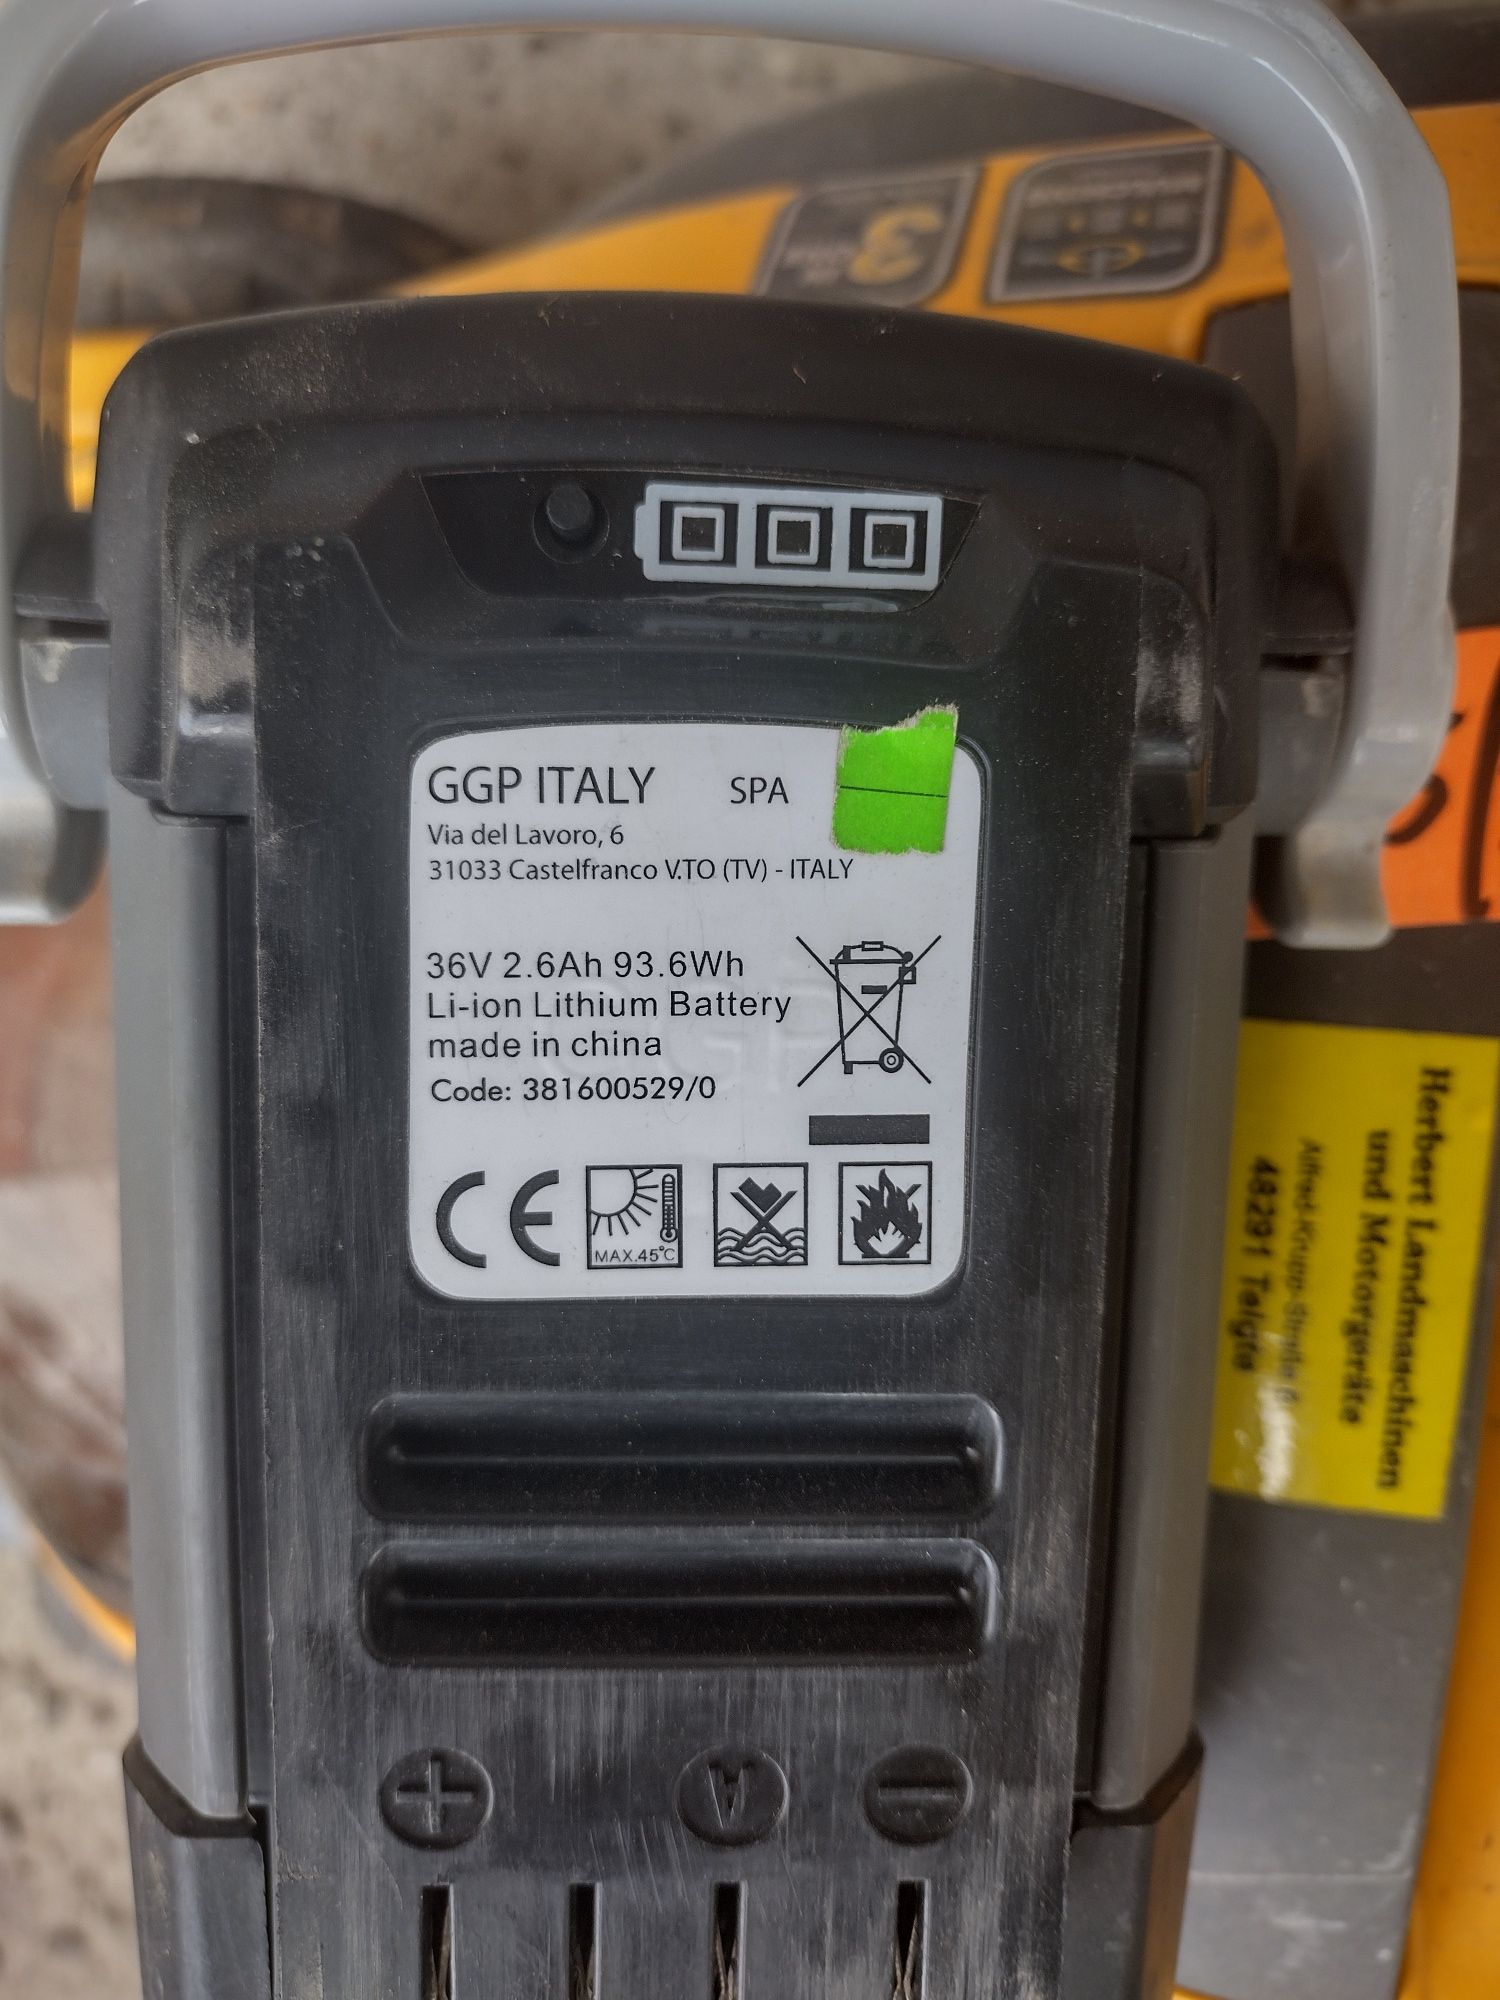 GGP ITALY SPA
Via del Lavoro, 6
31033 Castelfranco V.TO (TV) - ITALY
36V 2.6Ah 93.6Wh
Li-ion Lithium Battery
made in china
Code: 381600529/0
CE
MAX.45°C
+ A -
Herbert Landmaschinen
und Motorgeräte
48291 Telgte
3